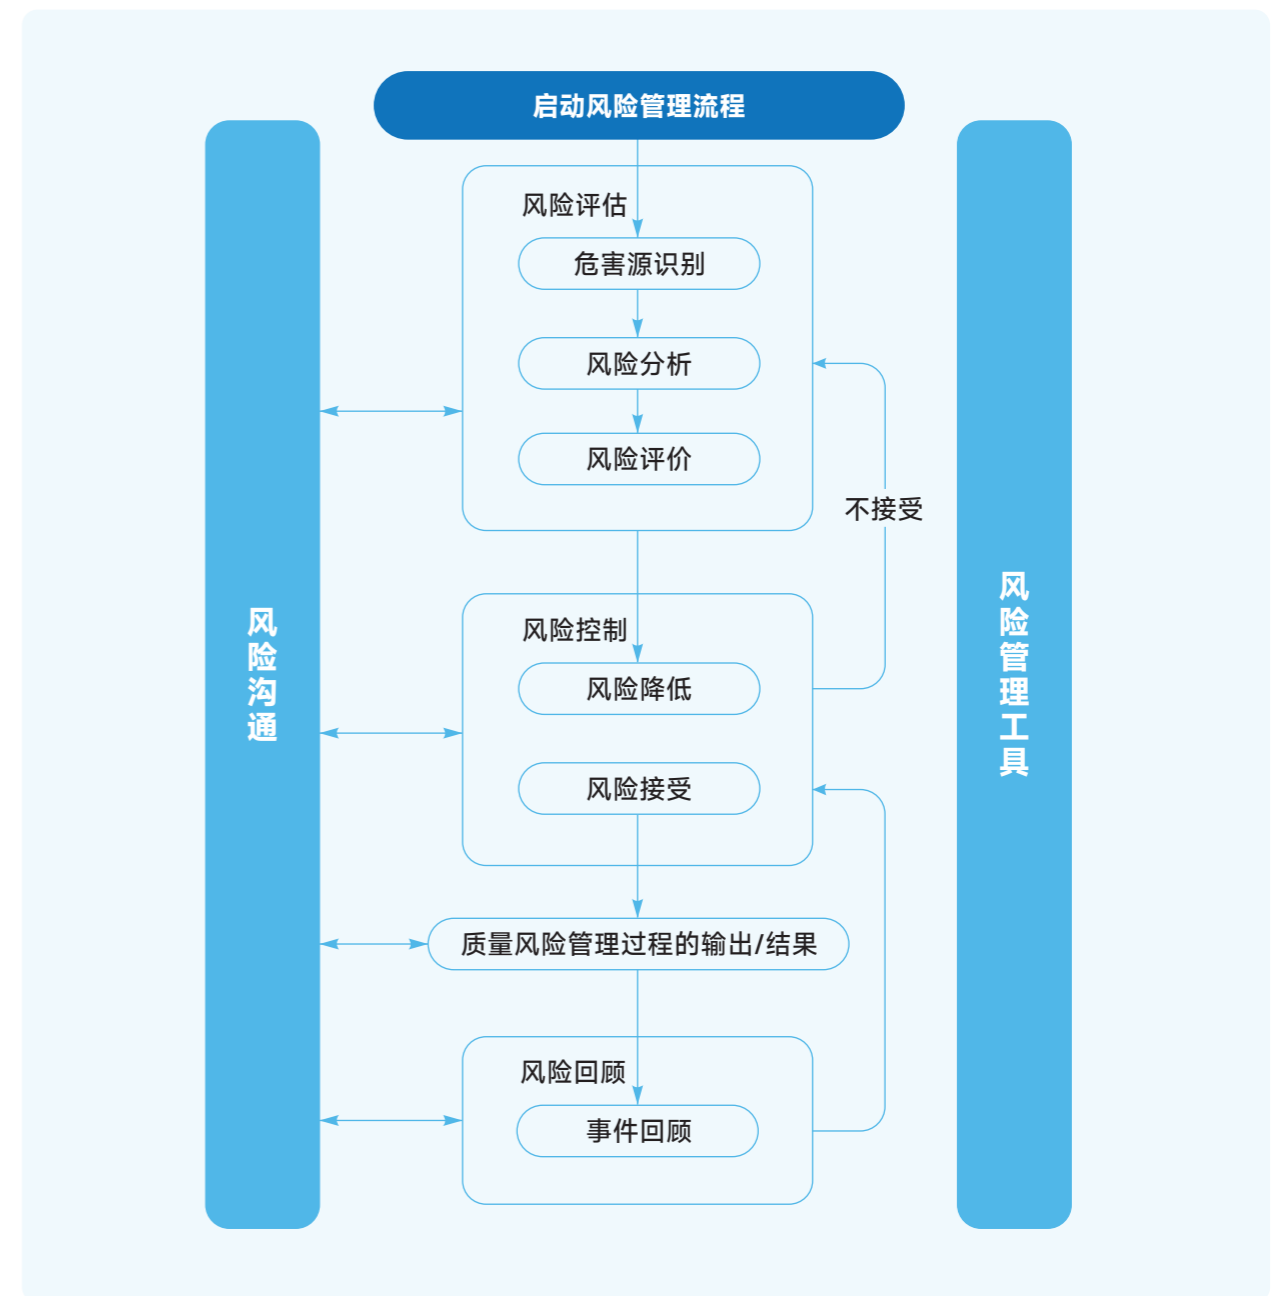 启动风险管理流程
风险评估
危害源识别
风险分析
风险评价
不接受
风险沟通
风险管理工具
风险控制
风险降低
风险接受
质量风险管理过程的输出/结果
风险回顾
事件回顾